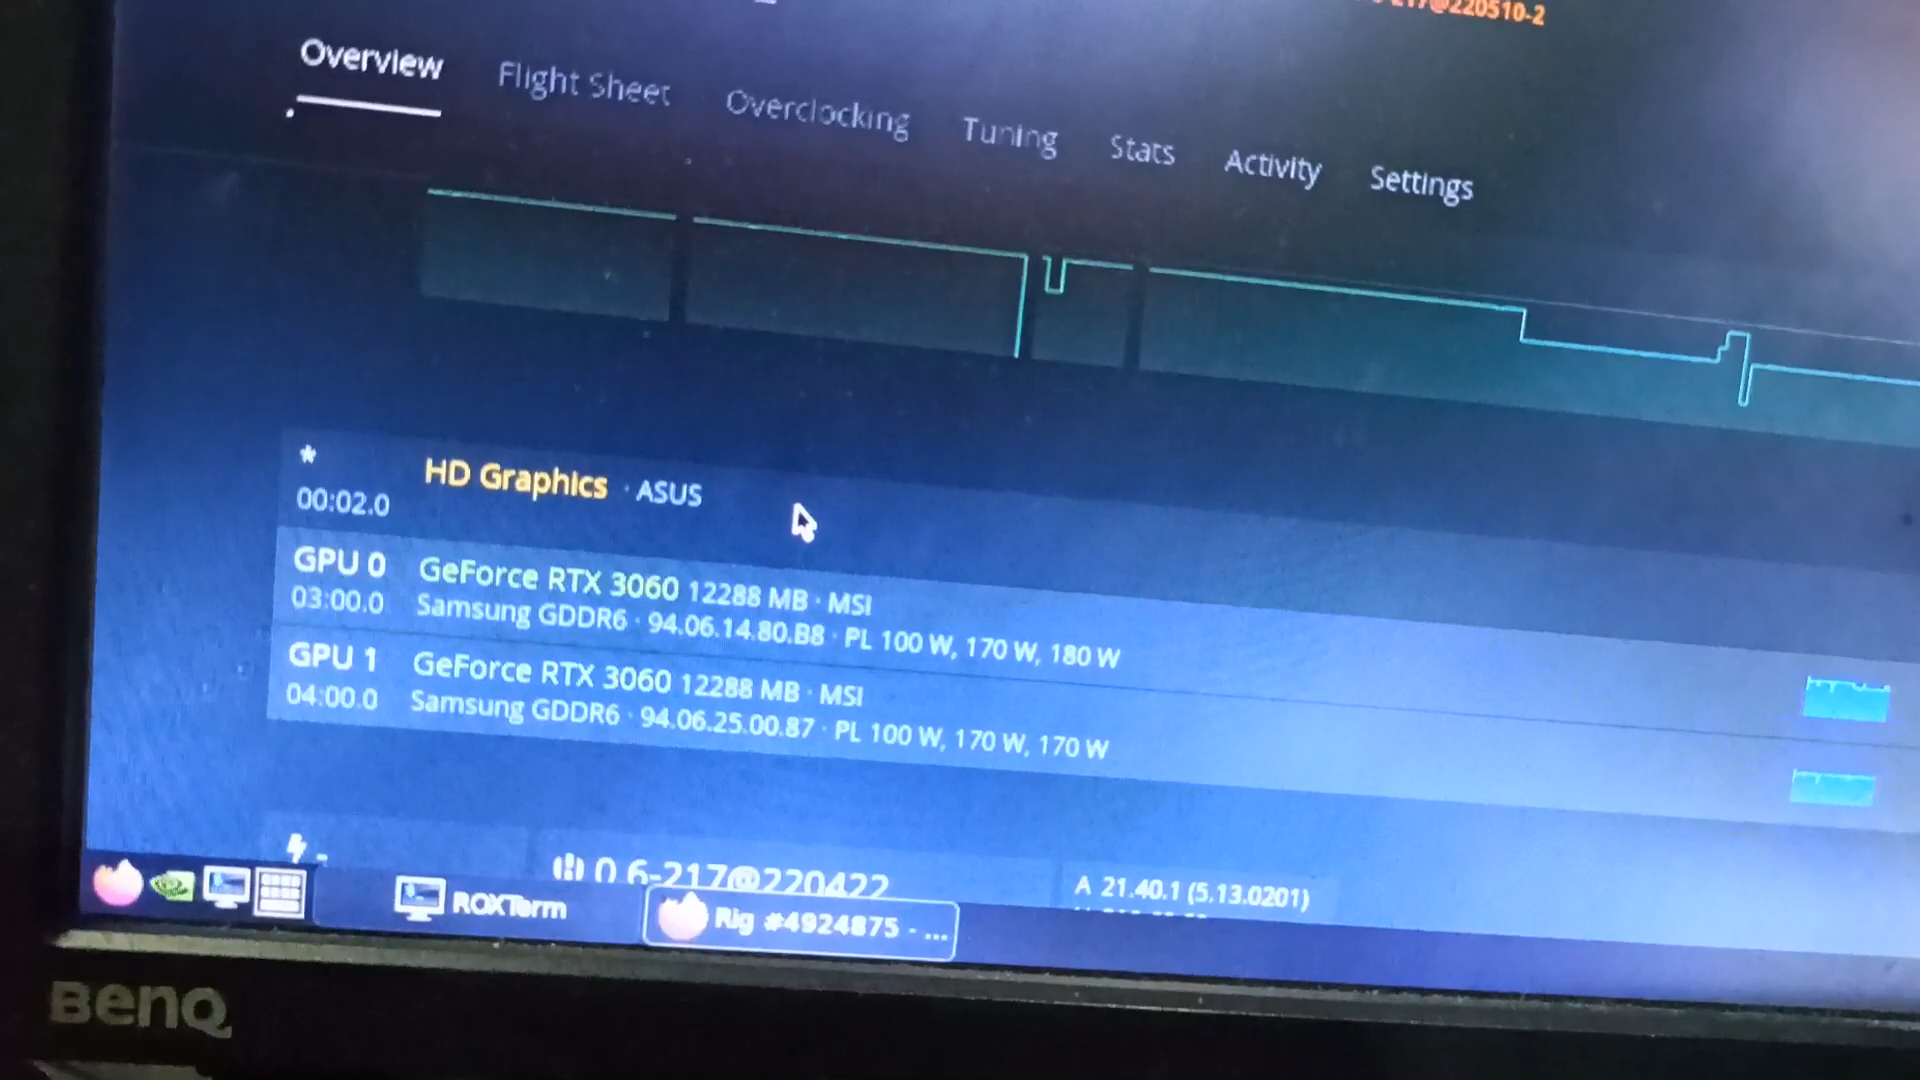 217@220510-2
Overview Flight Sheet Overclocking Tuning Stats Activity Settings
* HD Graphics · ASUS
00:02.0
GPU 0 GeForce RTX 3060 12288 MB · MSI
03:00.0 Samsung GDDR6 · 94.06.14.80.B8 · PL 100 W, 170 W, 180 W
GPU 1 GeForce RTX 3060 12288 MB · MSI
04:00.0 Samsung GDDR6 · 94.06.25.00.87 · PL 100 W, 170 W, 170 W
0.6-217@220422
A 21.40.1 (5.13.0201)
ROXTerm
Rig #4924875 - ...
BenQ